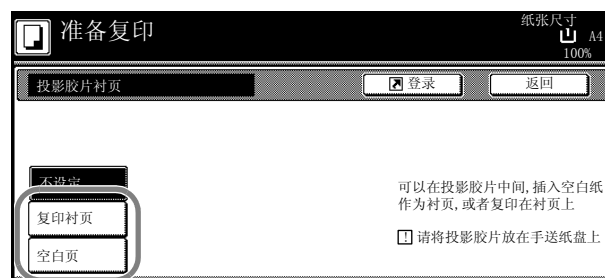 准备复印
纸张尺寸
A4
100%
投影胶片衬页
登录
返回
不设定
复印衬页
空白页
可以在投影胶片中间,插入空白纸
作为衬页,或者复印在衬页上
! 请将投影胶片放在手送纸盘上